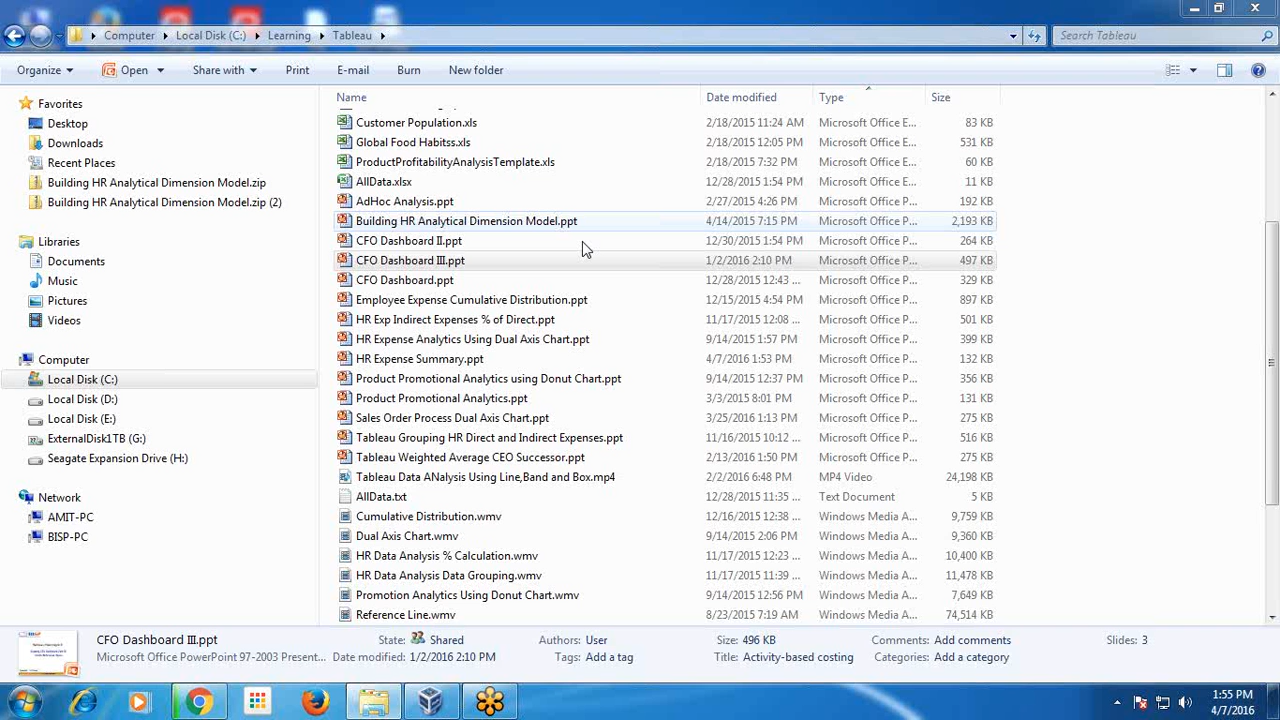 Computer Local Disk (C:) Learning Tableau
Search Tableau
Organize Open Share with Print E-mail Burn New folder
Favorites
Desktop
Downloads
Recent Places
Building HR Analytical Dimension Model.zip
Building HR Analytical Dimension Model.zip (2)
Libraries
Documents
Music
Pictures
Videos
Computer
Local Disk (C:)
Local Disk (D:)
Local Disk (E:)
ExternalDisk1TB (G:)
Seagate Expansion Drive (H:)
Network
AMIT-PC
BISP-PC
Name Date modified Type Size
Customer Population.xls 2/18/2015 11:24 AM Microsoft Office E... 83 KB
Global Food Habitss.xls 2/18/2015 12:05 PM Microsoft Office E... 531 KB
ProductProfitabilityAnalysisTemplate.xls 2/18/2015 7:32 PM Microsoft Office E... 60 KB
AllData.xlsx 12/28/2015 1:54 PM Microsoft Office E... 11 KB
AdHoc Analysis.ppt 2/27/2015 4:26 PM Microsoft Office P... 192 KB
Building HR Analytical Dimension Model.ppt 4/14/2015 7:15 PM Microsoft Office P... 2,193 KB
CFO Dashboard II.ppt 12/30/2015 1:54 PM Microsoft Office P... 264 KB
CFO Dashboard III.ppt 1/2/2016 2:10 PM Microsoft Office P... 497 KB
CFO Dashboard.ppt 12/28/2015 12:43 ... Microsoft Office P... 329 KB
Employee Expense Cumulative Distribution.ppt 12/15/2015 4:54 PM Microsoft Office P... 897 KB
HR Exp Indirect Expenses % of Direct.ppt 11/17/2015 12:08 ... Microsoft Office P... 501 KB
HR Expense Analytics Using Dual Axis Chart.ppt 9/14/2015 1:57 PM Microsoft Office P... 399 KB
HR Expense Summary.ppt 4/7/2016 1:53 PM Microsoft Office P... 132 KB
Product Promotional Analytics using Donut Chart.ppt 9/14/2015 12:37 PM Microsoft Office P... 356 KB
Product Promotional Analytics.ppt 3/3/2015 8:01 PM Microsoft Office P... 131 KB
Sales Order Process Dual Axis Chart.ppt 3/25/2016 1:13 PM Microsoft Office P... 275 KB
Tableau Grouping HR Direct and Indirect Expenses.ppt 11/16/2015 10:12 ... Microsoft Office P... 516 KB
Tableau Weighted Average CEO Successor.ppt 2/13/2016 1:50 PM Microsoft Office P... 275 KB
Tableau Data ANalysis Using Line,Band and Box.mp4 2/2/2016 6:48 PM MP4 Video 24,198 KB
AllData.txt 12/28/2015 11:35 ... Text Document 5 KB
Cumulative Distribution.wmv 12/16/2015 12:38 ... Windows Media A... 9,759 KB
Dual Axis Chart.wmv 9/14/2015 2:06 PM Windows Media A... 9,360 KB
HR Data Analysis % Calculation.wmv 11/17/2015 12:23 ... Windows Media A... 10,400 KB
HR Data Analysis Data Grouping.wmv 11/17/2015 11:39 ... Windows Media A... 11,478 KB
Promotion Analytics Using Donut Chart.wmv 9/14/2015 12:56 PM Windows Media A... 7,649 KB
Reference Line.wmv 8/23/2015 7:19 AM Windows Media A... 74,514 KB
CFO Dashboard III.ppt State: Shared Authors: User Size: 496 KB Comments: Add comments Slides: 3
Microsoft Office PowerPoint 97-2003 Presen... Date modified: 1/2/2016 2:10 PM Tags: Add a tag Title: Activity-based costing Categories: Add a category
1:55 PM
4/7/2016